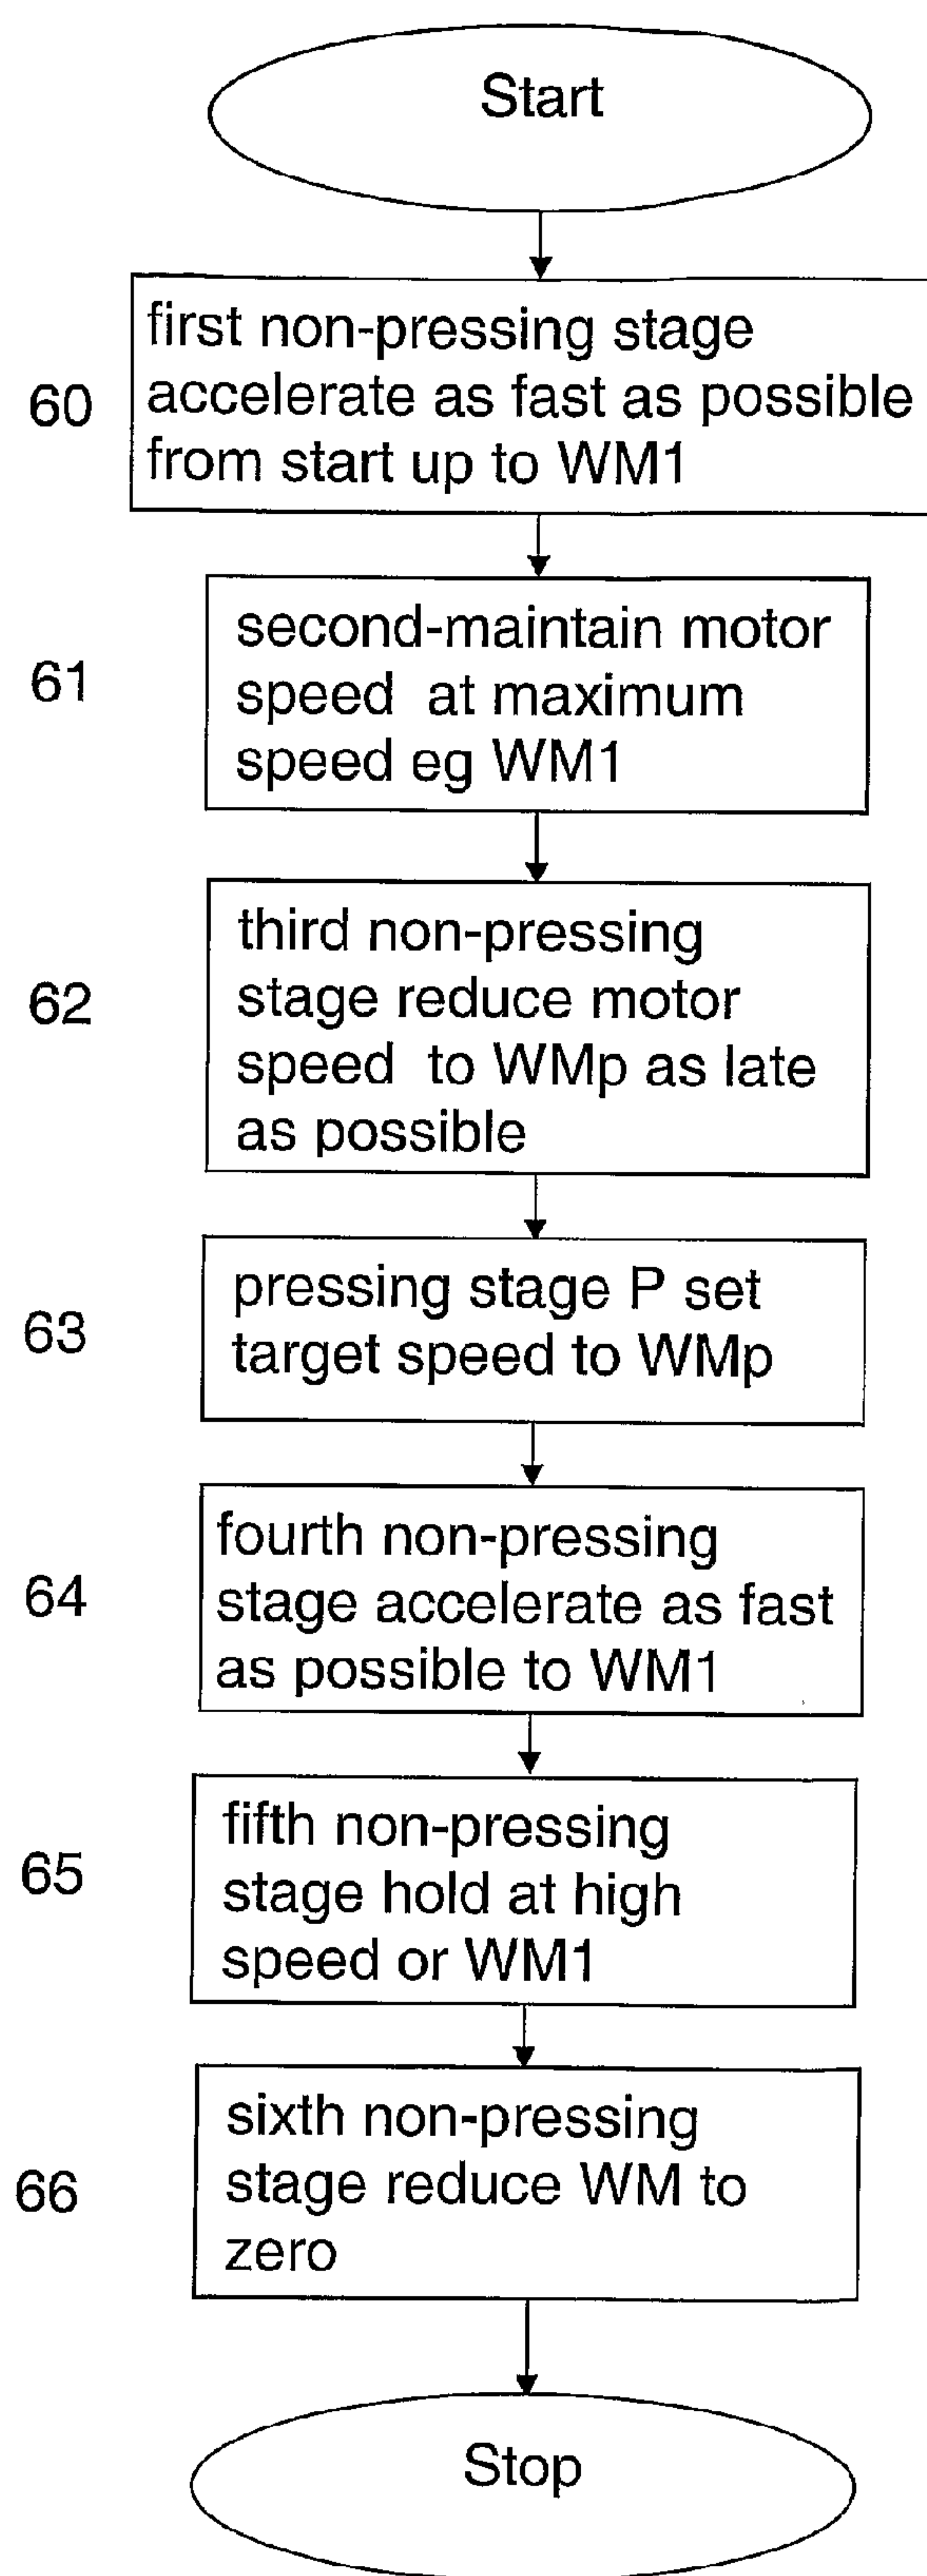 Start
60
first non-pressing stage
accelerate as fast as possible
from start up to WM1
61
second-maintain motor
speed at maximum
speed eg WM1
62
third non-pressing
stage reduce motor
speed to WMp as late
as possible
63
pressing stage P set
target speed to WMp
64
fourth non-pressing
stage accelerate as fast
as possible to WM1
65
fifth non-pressing
stage hold at high
speed or WM1
66
sixth non-pressing
stage reduce WM to
zero
Stop